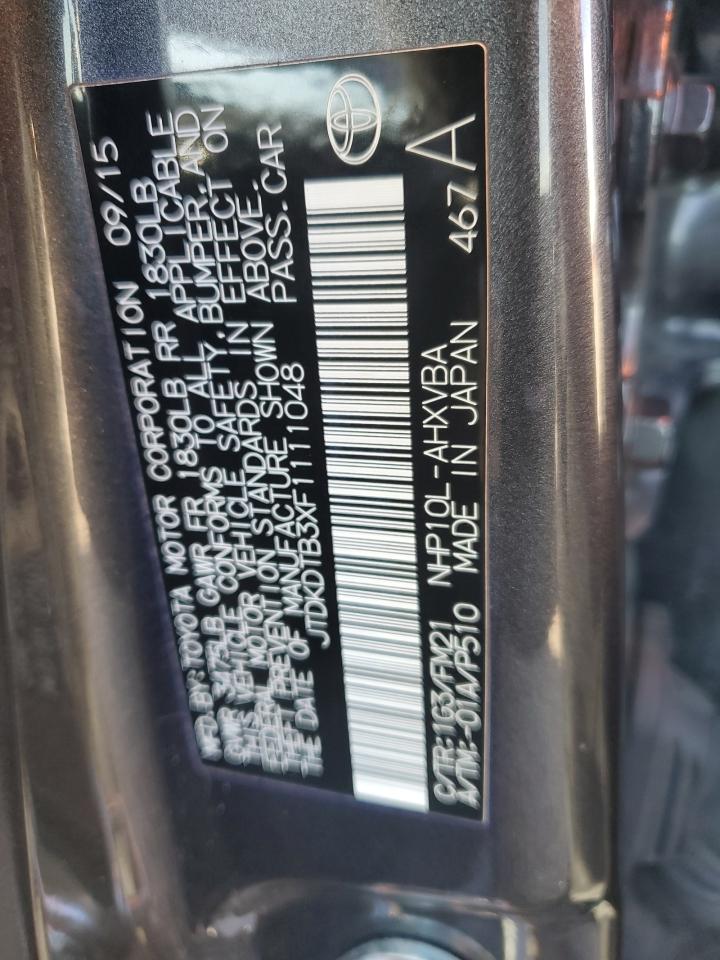 MFD.BY:TOYOTA MOTOR CORPORATION 09/15
GVWR 3475LB GAWR FR 1830LB RR 1830LB
THIS VEHICLE CONFORMS TO ALL APPLICABLE
FEDERAL MOTOR VEHICLE SAFETY,BUMPER,AND
THEFT PREVENTION STANDARDS IN EFFECT ON
THE DATE OF MANUFACTURE SHOWN ABOVE.
JTDKDTB3XF1111048 PASS.CAR
C/TR:1G3/FM21 NHP10L-AHXVBA
A/TM:-01A/P510 MADE IN JAPAN 467A